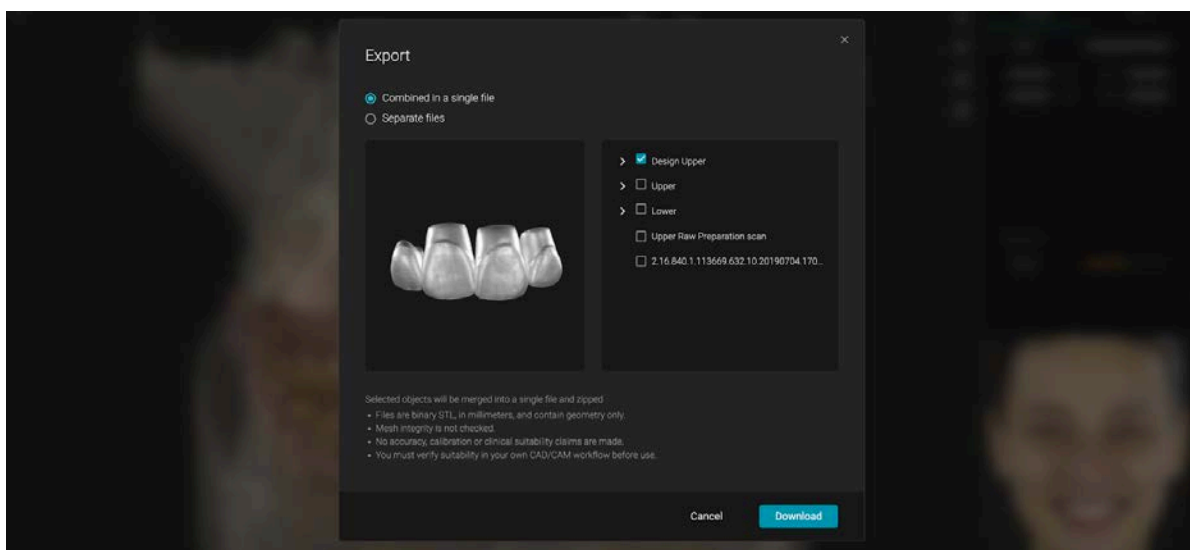 Export
Combined in a single file
Separate files
Design Upper
Upper
Lower
Upper Raw Preparation scan
2.16.840.1.113669.632.10.20190704.170...
Selected objects will be merged into a single file and zipped
• Files are binary STL, in millimeters, and contain geometry only.
• Mesh integrity is not checked.
• No accuracy, calibration or clinical suitability claims are made.
• You must verify suitability in your own CAD/CAM workflow before use.
Cancel
Download